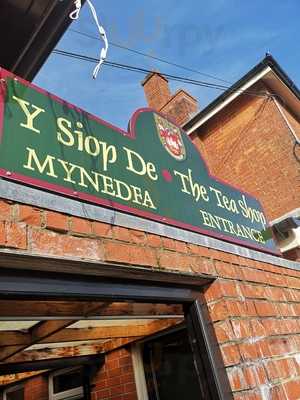 Y Siop De • The Tea Shop
MYNEDFA ENTRANCE